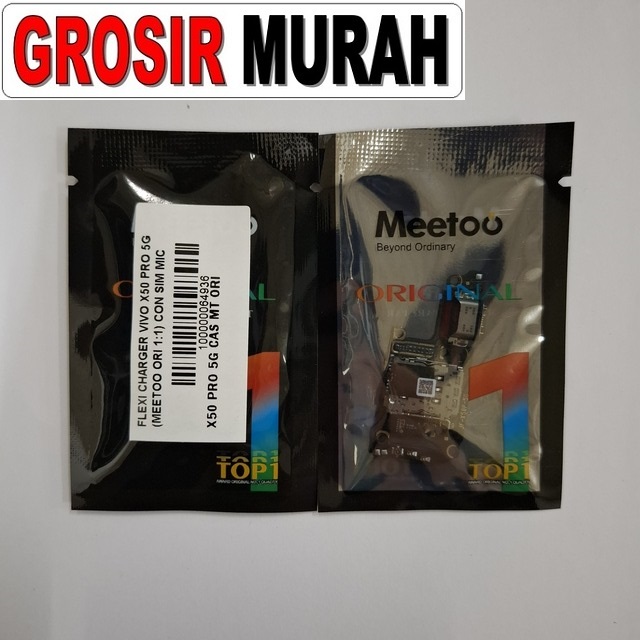 GROSIR MURAH
FLEXI CHARGER VIVO X50 PRO 5G
(MEETOO ORI 1:1) CON SIM MIC
100000064936
X50 PRO 5G CAS MT ORI
TOP1
Meetoo
Beyond Ordinary
ORIGINAL
1
TOP1